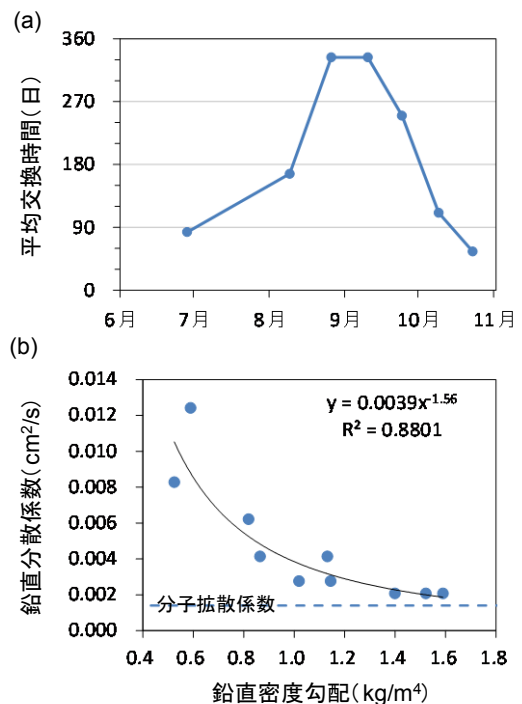 (a)
平均交換時間(日)
360
270
180
90
0
6月 7月 8月 9月 10月 11月
(b)
鉛直分散係数(cm²/s)
0.014
0.012
0.010
0.008
0.006
0.004
0.002
0.000
y = 0.0039x^-1.56
R² = 0.8801
分子拡散係数
0.4 0.6 0.8 1.0 1.2 1.4 1.6 1.8
鉛直密度勾配(kg/m⁴)